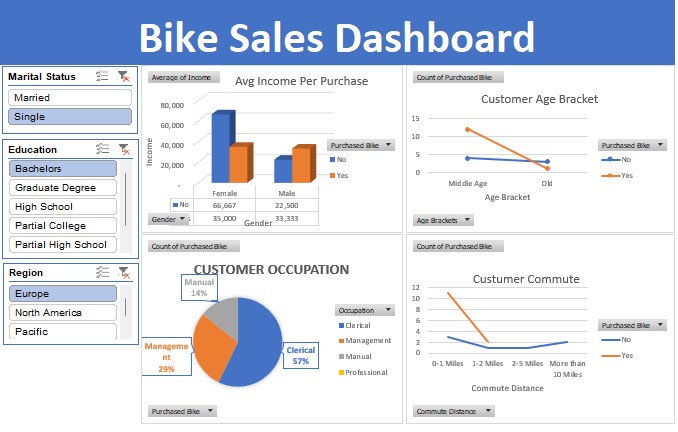 Bike Sales Dashboard
Marital Status
Married
Single
Education
Bachelors
Graduate Degree
High School
Partial College
Partial High School
Region
Europe
North America
Pacific
Average of Income
Avg Income Per Purchase
80,000
60,000
40,000
20,000
-
Income
Purchased Bike
No
Yes
Female Male
No 66,667 22,500
35,000 33,333
Gender
Gender
Count of Purchased Bike
Customer Age Bracket
15
10
5
0
Middle Age Old
Age Bracket
Purchased Bike
No
Yes
Age Brackets
Count of Purchased Bike
CUSTOMER OCCUPATION
Manual
14%
Manageme
nt
29%
Clerical
57%
Occupation
Clerical
Management
Manual
Professional
Purchased Bike
Count of Purchased Bike
Custumer Commute
12
10
8
6
4
2
0
0-1 Miles 1-2 Miles 2-5 Miles More than
10 Miles
Commute Distance
Purchased Bike
No
Yes
Commute Distance